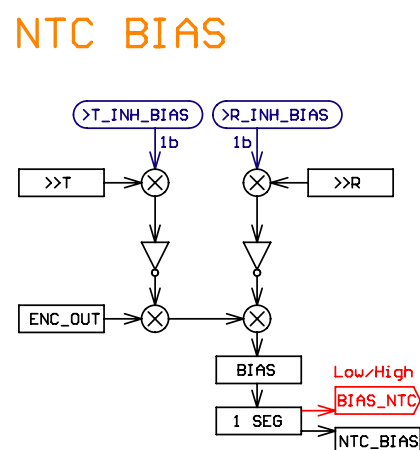 NTC BIAS
>T_INH_BIAS
>R_INH_BIAS
1b
1b
>>T
>>R
ENC_OUT
BIAS
Low/High
BIAS_NTC
1 SEG
NTC_BIAS